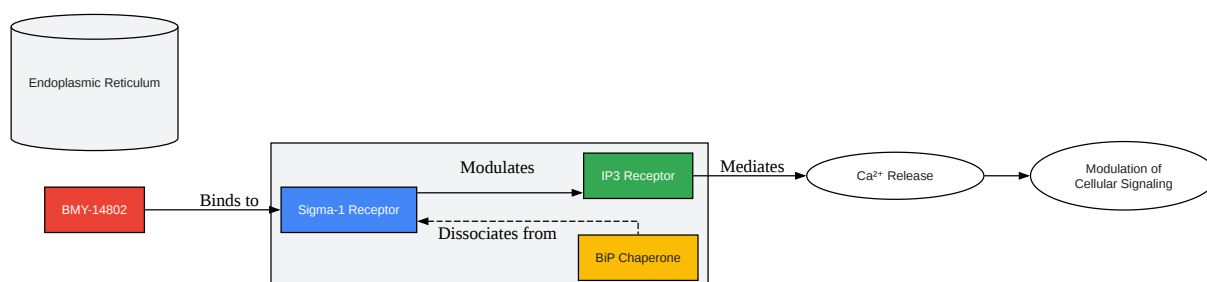 Endoplasmic Reticulum
BMY-14802
Binds to
Sigma-1 Receptor
Modulates
IP3 Receptor
Mediates
Ca²⁺ Release
Modulation of
Cellular Signaling
Dissociates from
BiP Chaperone